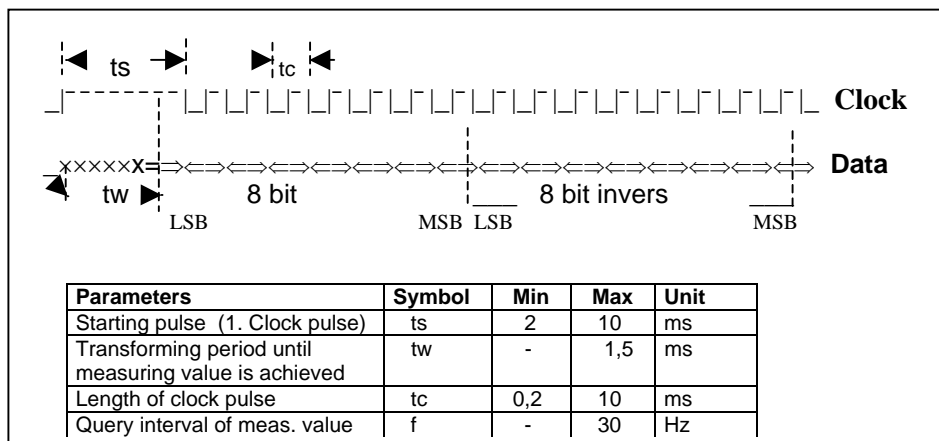 ts
tc
Clock
Data
tw 8 bit 8 bit invers
LSB MSB LSB MSB
Parameters Symbol Min Max Unit
Starting pulse (1. Clock pulse) ts 2 10 ms
Transforming period until tw - 1,5 ms
measuring value is achieved
Length of clock pulse tc 0,2 10 ms
Query interval of meas. value f - 30 Hz